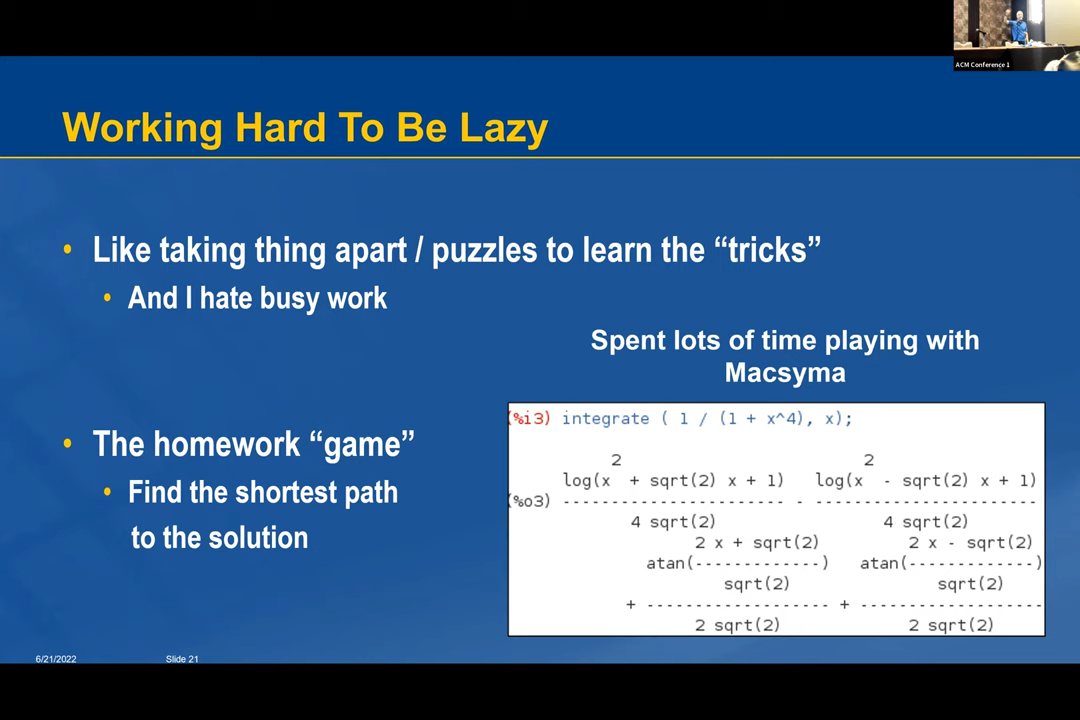 ACM Conference 1
Working Hard To Be Lazy
• Like taking thing apart / puzzles to learn the “tricks”
• And I hate busy work
Spent lots of time playing with
Macsyma
• The homework “game”
• Find the shortest path
to the solution
(%i3) integrate ( 1 / (1 + x^4), x);
2 2
log(x + sqrt(2) x + 1) log(x - sqrt(2) x + 1)
(%o3) ----------------------- - -----------------------
4 sqrt(2) 4 sqrt(2)
2 x + sqrt(2) 2 x - sqrt(2)
atan(-------------) atan(-------------)
sqrt(2) sqrt(2)
+ ------------------- + -------------------
2 sqrt(2) 2 sqrt(2)
6/21/2022 Slide 21